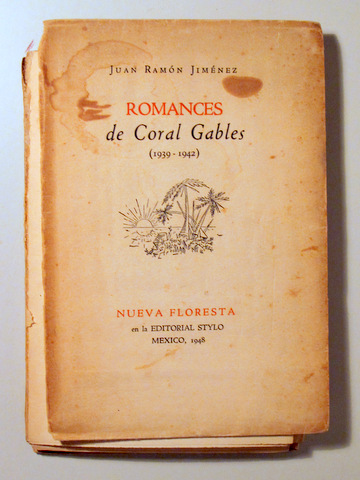 JUAN RAMÓN JIMÉNEZ
ROMANCES
de Coral Gables
(1939-1942)
NUEVA FLORESTA
en la EDITORIAL STYLO
MEXICO, 1948